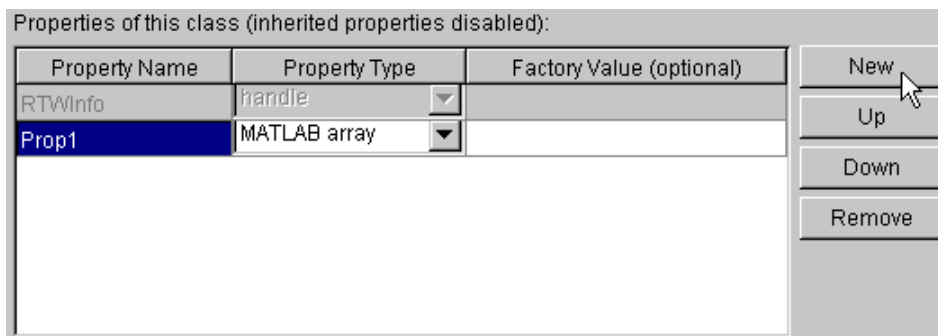 Properties of this class (inherited properties disabled):
Property Name Property Type Factory Value (optional) New
RTWInfo handle
Up
Prop1 MATLAB array
Down
Remove